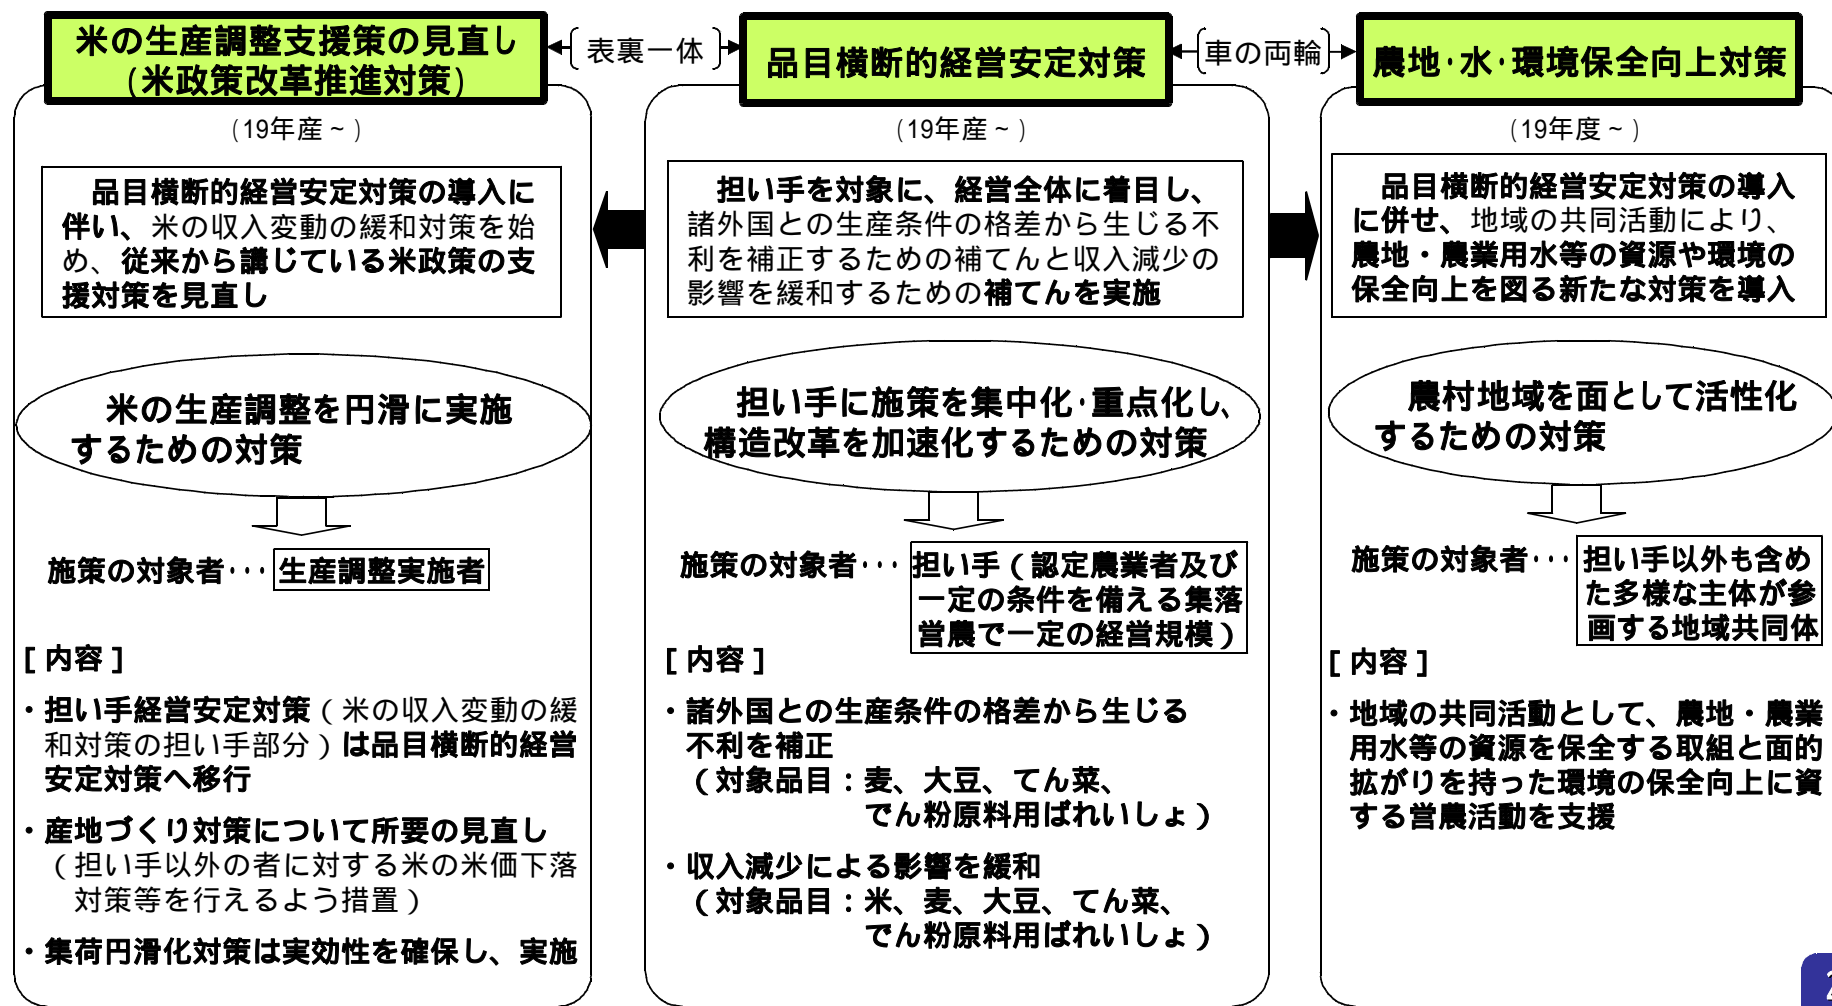 米の生産調整支援策の見直し
(米政策改革推進対策)
表裏一体
品目横断的経営安定対策
車の両輪
農地・水・環境保全向上対策
(19年産～)
品目横断的経営安定対策の導入に
伴い、米の収入変動の緩和対策を始
め、従来から講じている米政策の支
援対策を見直し
米の生産調整を円滑に実施
するための対策
施策の対象者・・・生産調整実施者
[内容]
・担い手経営安定対策(米の収入変動の緩
和対策の担い手部分)は品目横断的経営
安定対策へ移行
・産地づくり対策について所要の見直し
(担い手以外の者に対する米の米価下落
対策等を行えるよう措置)
・集荷円滑化対策は実効性を確保し、実施
(19年産～)
担い手を対象に、経営全体に着目し、
諸外国との生産条件の格差から生じる不
利を補正するための補てんと収入減少の
影響を緩和するための補てんを実施
担い手に施策を集中化・重点化し、
構造改革を加速化するための対策
施策の対象者・・・担い手(認定農業者及び
一定の条件を備える集落
営農で一定の経営規模)
[内容]
・諸外国との生産条件の格差から生じる
不利を補正
(対象品目：麦、大豆、てん菜、
でん粉原料用ばれいしょ)
・収入減少による影響を緩和
(対象品目：米、麦、大豆、てん菜、
でん粉原料用ばれいしょ)
(19年度～)
品目横断的経営安定対策の導入
に併せ、地域の共同活動により、
農地・農業用水等の資源や環境の
保全向上を図る新たな対策を導入
農村地域を面として活性化
するための対策
施策の対象者・・・担い手以外も含め
た多様な主体が参
画する地域共同体
[内容]
・地域の共同活動として、農地・農業
用水等の資源を保全する取組と面的
拡がりを持った環境の保全向上に資
する営農活動を支援